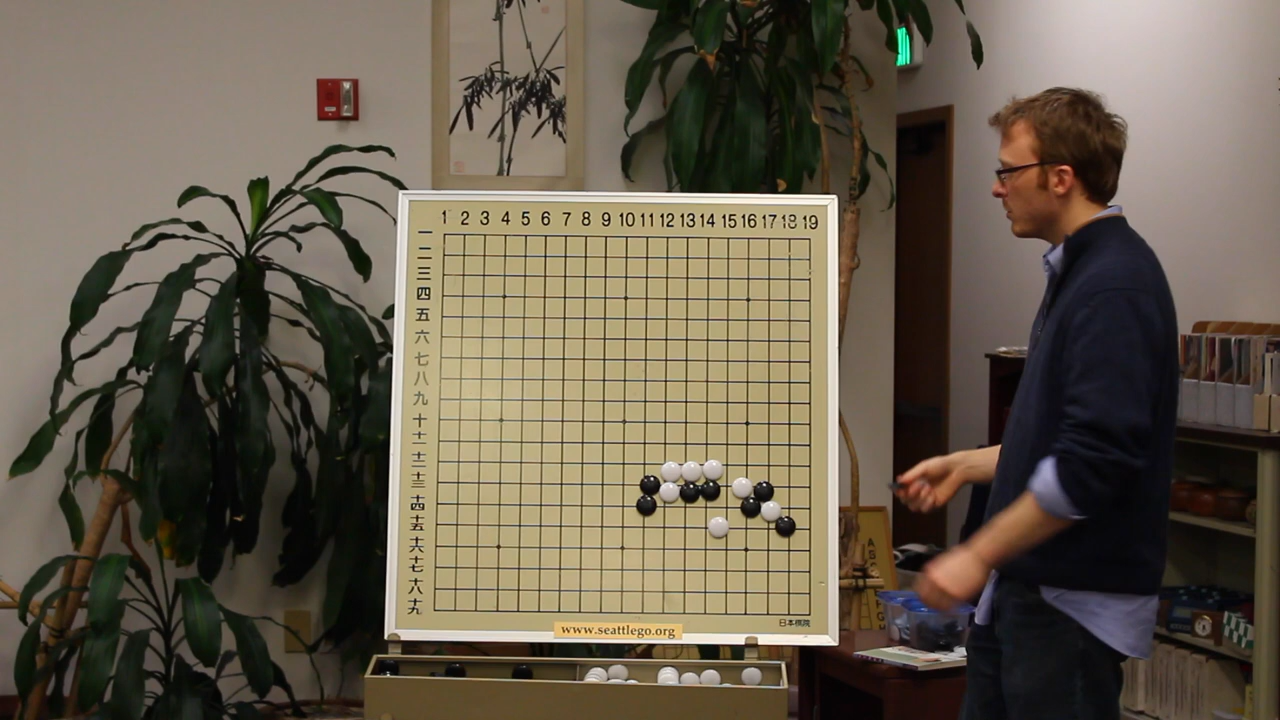 1 2 3 4 5 6 7 8 9 10 11 12 13 14 15 16 17 18 19
一
二
三
四
五
六
七
八
九
十
十一
十二
十三
十四
十五
十六
十七
十八
十九
日本棋院
www.seattlego.org